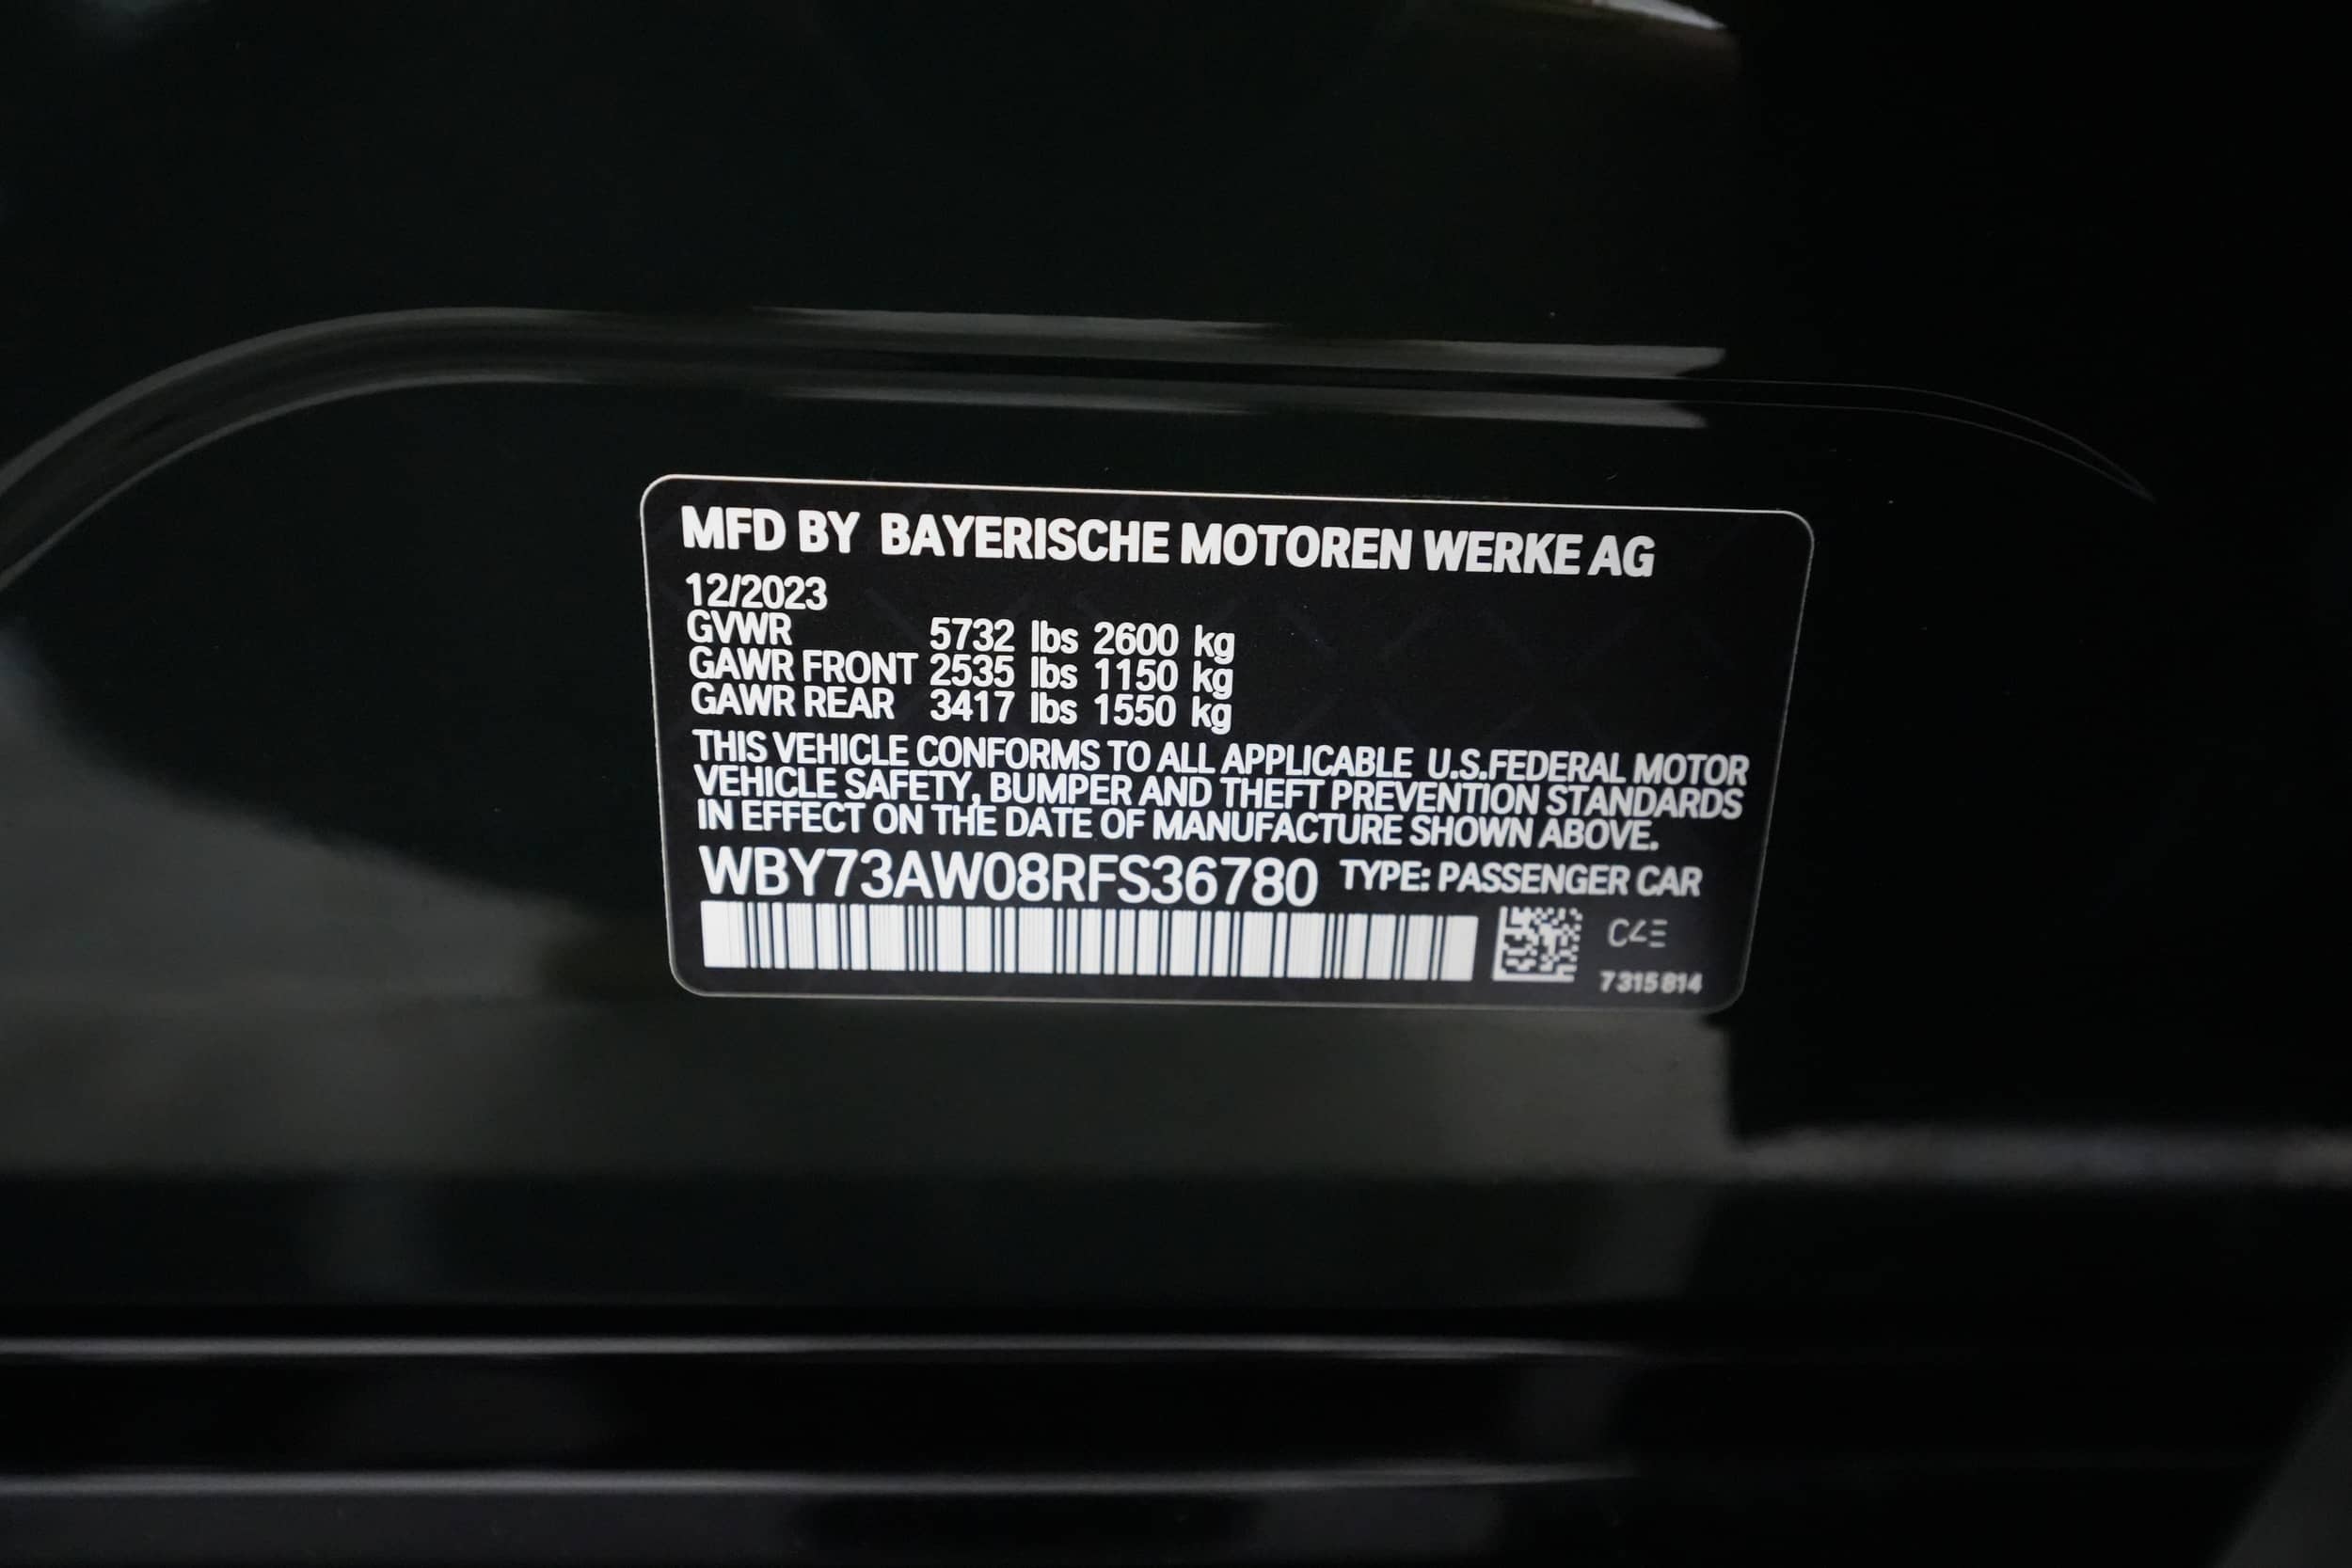 MFD BY BAYERISCHE MOTOREN WERKE AG
12/2023
GVWR 5732 lbs 2600 kg
GAWR FRONT 2535 lbs 1150 kg
GAWR REAR 3417 lbs 1550 kg
THIS VEHICLE CONFORMS TO ALL APPLICABLE U.S.FEDERAL MOTOR
VEHICLE SAFETY, BUMPER AND THEFT PREVENTION STANDARDS
IN EFFECT ON THE DATE OF MANUFACTURE SHOWN ABOVE.
WBY73AW08RFS36780 TYPE: PASSENGER CAR
7315814